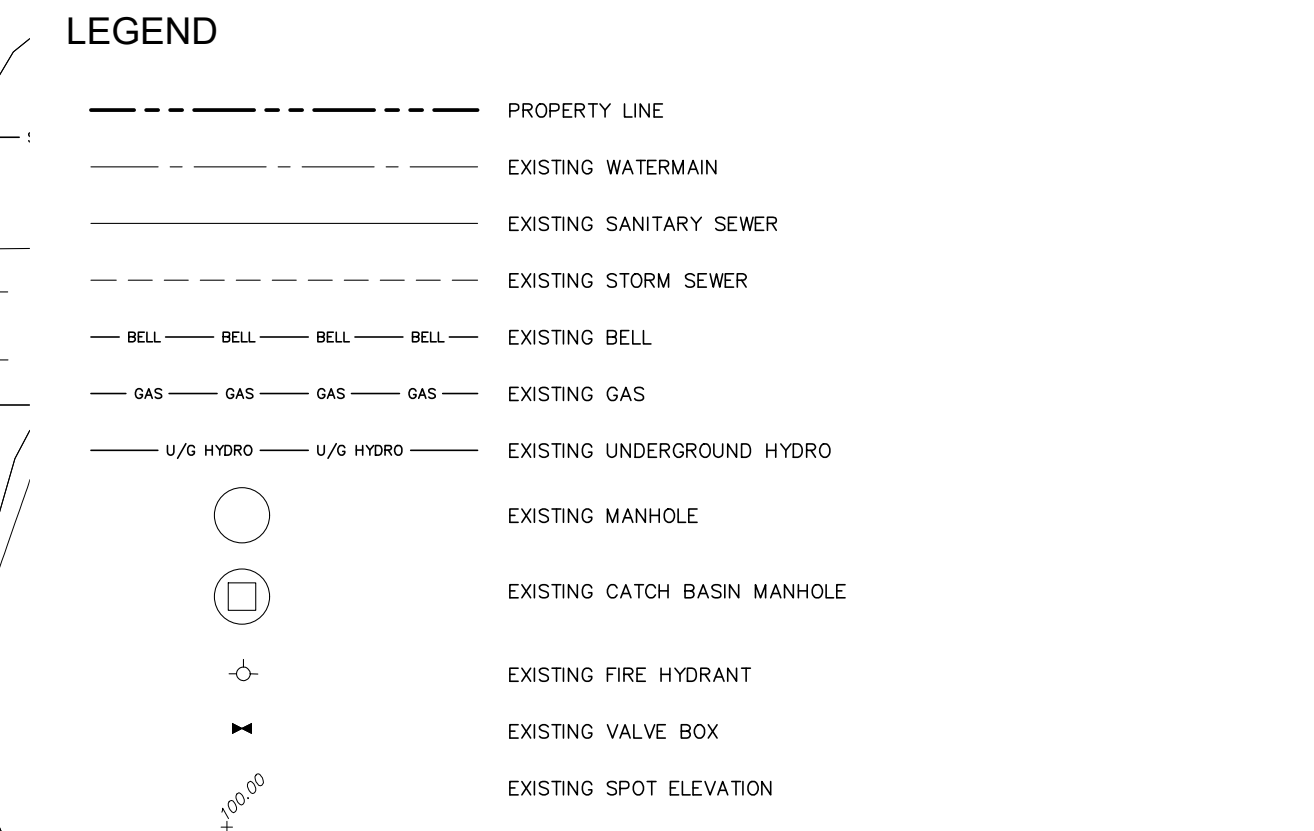 LEGEND
PROPERTY LINE
EXISTING WATERMAIN
EXISTING SANITARY SEWER
EXISTING STORM SEWER
BELL BELL BELL BELL EXISTING BELL
GAS GAS GAS GAS EXISTING GAS
U/G HYDRO U/G HYDRO EXISTING UNDERGROUND HYDRO
EXISTING MANHOLE
EXISTING CATCH BASIN MANHOLE
EXISTING FIRE HYDRANT
EXISTING VALVE BOX
100.00 EXISTING SPOT ELEVATION